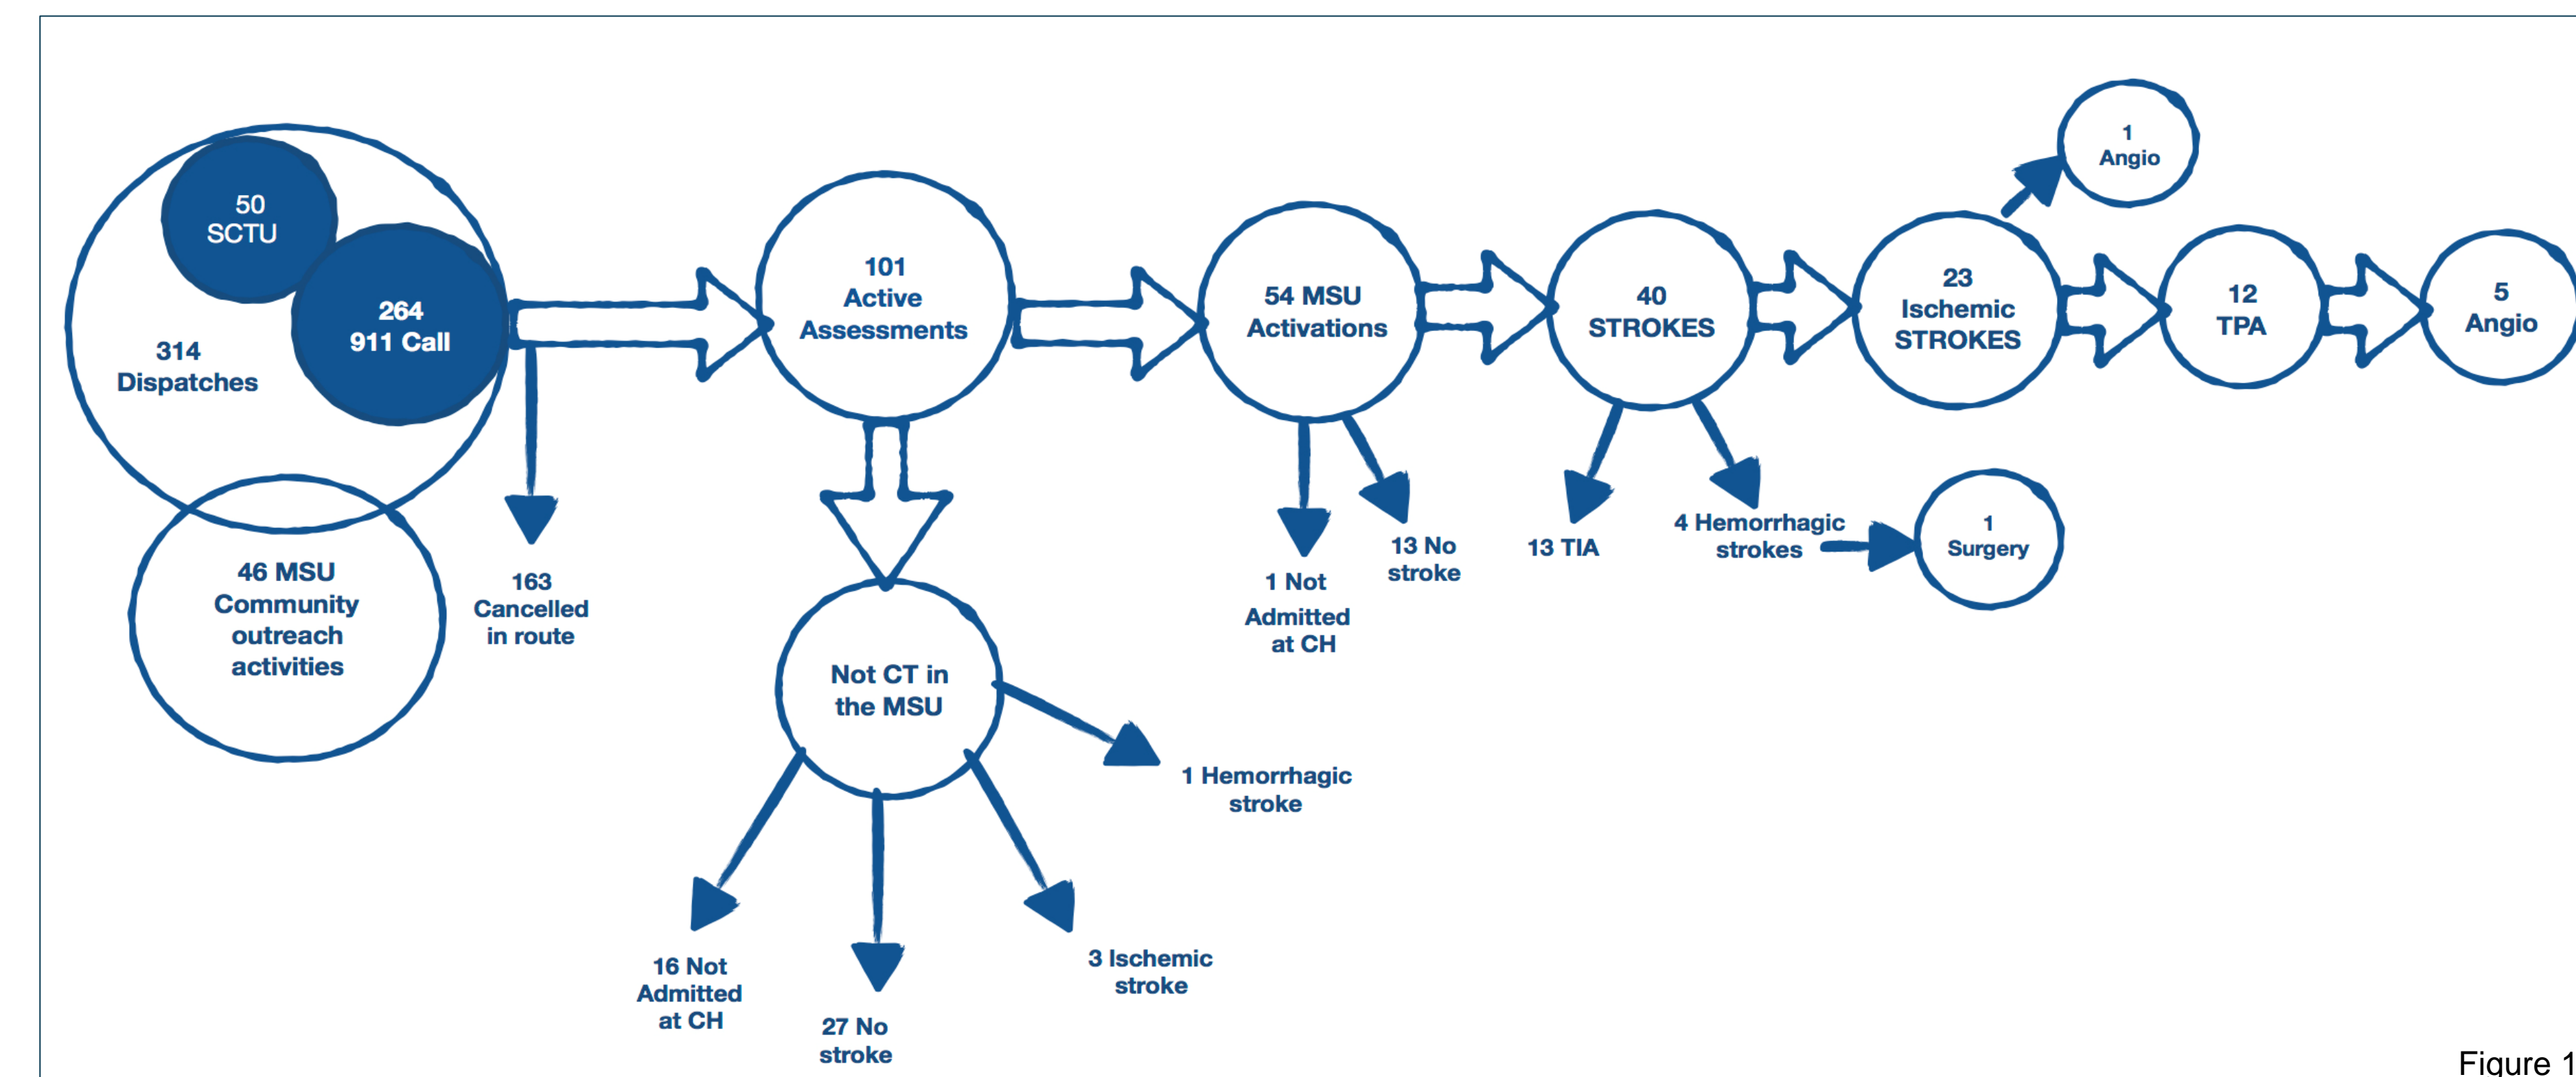 50
SCTU
264
911 Call
314
Dispatches
46 MSU
Community
outreach
activities
163
Cancelled
in route
101
Active
Assessments
Not CT in
the MSU
16 Not
Admitted
at CH
27 No
stroke
3 Ischemic
stroke
1 Hemorrhagic
stroke
54 MSU
Activations
1 Not
Admitted
at CH
13 No
stroke
40
STROKES
13 TIA
4 Hemorrhagic
strokes
1
Surgery
23
Ischemic
STROKES
1
Angio
12
TPA
5
Angio
Figure 1